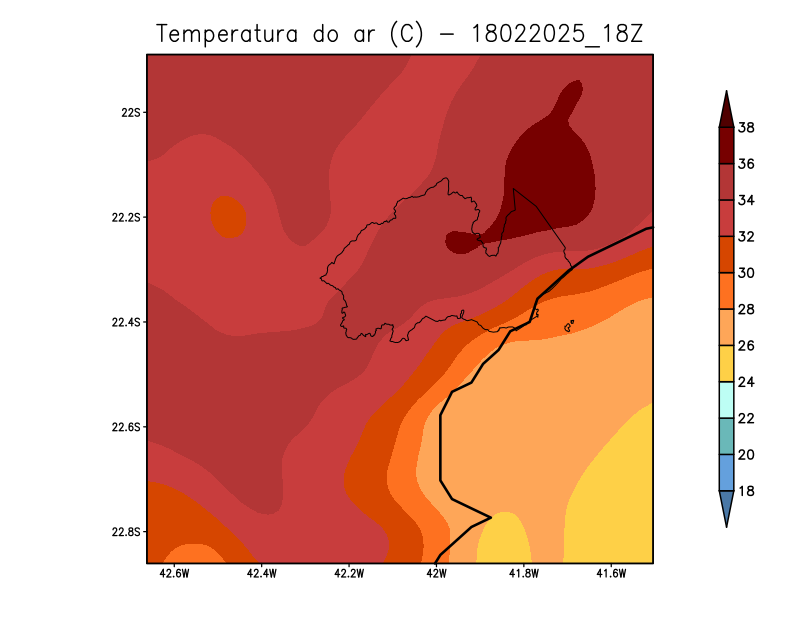 Temperatura do ar (C) - 18022025_18Z
22S
22.2S
22.4S
22.6S
22.8S
42.6W
42.4W
42.2W
42W
41.8W
41.6W
38
36
34
32
30
28
26
24
22
20
18